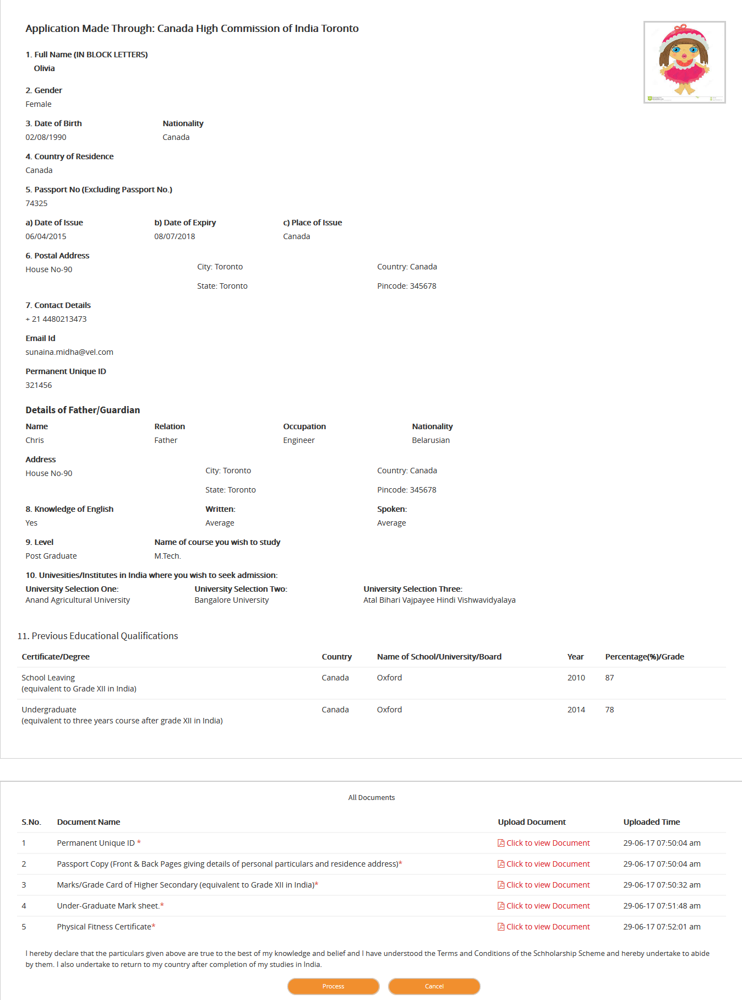 Application Made Through: Canada High Commission of India Toronto
1. Full Name (IN BLOCK LETTERS)
Olivia
2. Gender
Female
3. Date of Birth Nationality
02/08/1990 Canada
4. Country of Residence
Canada
5. Passport No (Excluding Passport No.)
74325
a) Date of Issue b) Date of Expiry c) Place of Issue
06/04/2015 08/07/2018 Canada
6. Postal Address
House No-90 City: Toronto Country: Canada
State: Toronto Pincode: 345678
7. Contact Details
+ 21 4480213473
Email Id
sunaina.midha@vel.com
Permanent Unique ID
321456
Details of Father/Guardian
Name Relation Occupation Nationality
Chris Father Engineer Belarusian
Address
House No-90 City: Toronto Country: Canada
State: Toronto Pincode: 345678
8. Knowledge of English Written: Spoken:
Yes Average Average
9. Level Name of course you wish to study
Post Graduate M.Tech.
10. Univesities/Institutes in India where you wish to seek admission:
University Selection One: University Selection Two: University Selection Three:
Anand Agricultural University Bangalore University Atal Bihari Vajpayee Hindi Vishwavidyalaya
11. Previous Educational Qualifications
Certificate/Degree Country Name of School/University/Board Year Percentage(%)/Grade
School Leaving Canada Oxford 2010 87
(equivalent to Grade XII in India)
Undergraduate Canada Oxford 2014 78
(equivalent to three years course after grade XII in India)
All Documents
S.No. Document Name Upload Document Uploaded Time
1 Permanent Unique ID * Click to view Document 29-06-17 07:50:04 am
2 Passport Copy (Front & Back Pages giving details of personal particulars and residence address)* Click to view Document 29-06-17 07:50:04 am
3 Marks/Grade Card of Higher Secondary (equivalent to Grade XII in India)* Click to view Document 29-06-17 07:50:32 am
4 Under-Graduate Mark sheet.* Click to view Document 29-06-17 07:51:48 am
5 Physical Fitness Certificate* Click to view Document 29-06-17 07:52:01 am
I hereby declare that the particulars given above are true to the best of my knowledge and belief and I have understood the Terms and Conditions of the Schholarship Scheme and hereby undertake to abide
by them. I also undertake to return to my country after completion of my studies in India.
Process Cancel